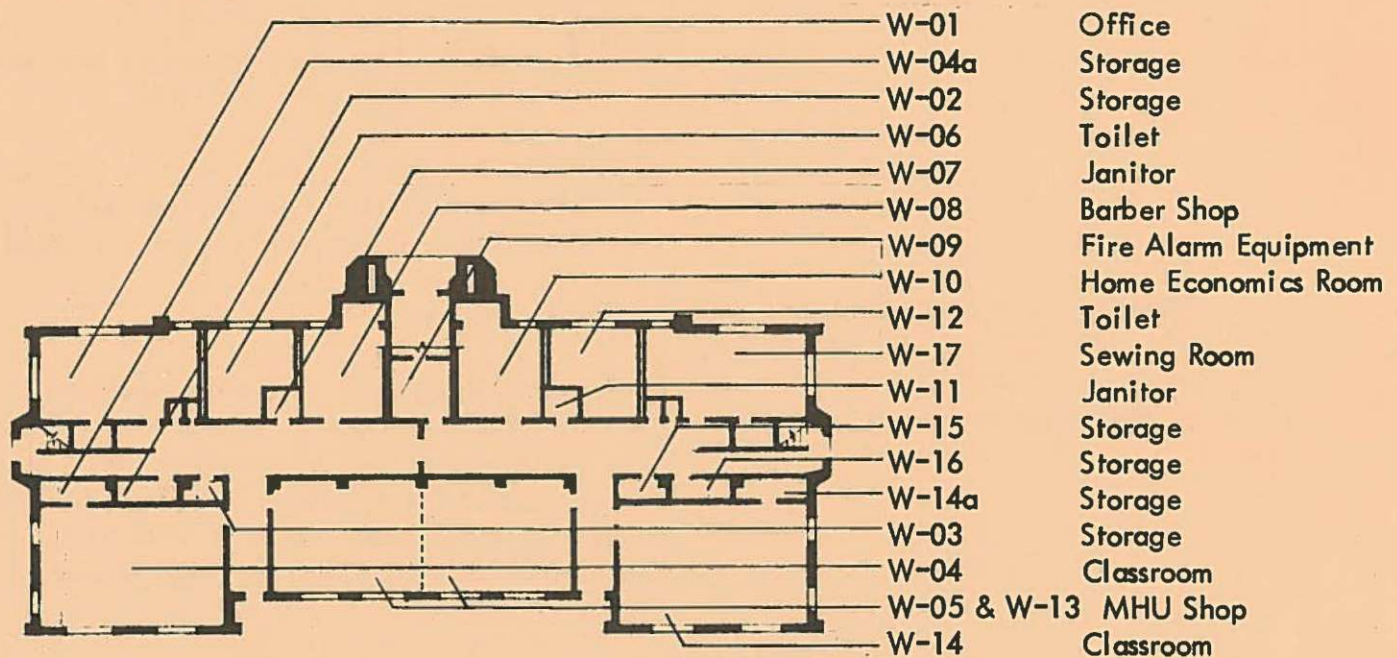 W-01 Office
W-04a Storage
W-02 Storage
W-06 Toilet
W-07 Janitor
W-08 Barber Shop
W-09 Fire Alarm Equipment
W-10 Home Economics Room
W-12 Toilet
W-17 Sewing Room
W-11 Janitor
W-15 Storage
W-16 Storage
W-14a Storage
W-03 Storage
W-04 Classroom
W-05 & W-13 MHU Shop
W-14 Classroom